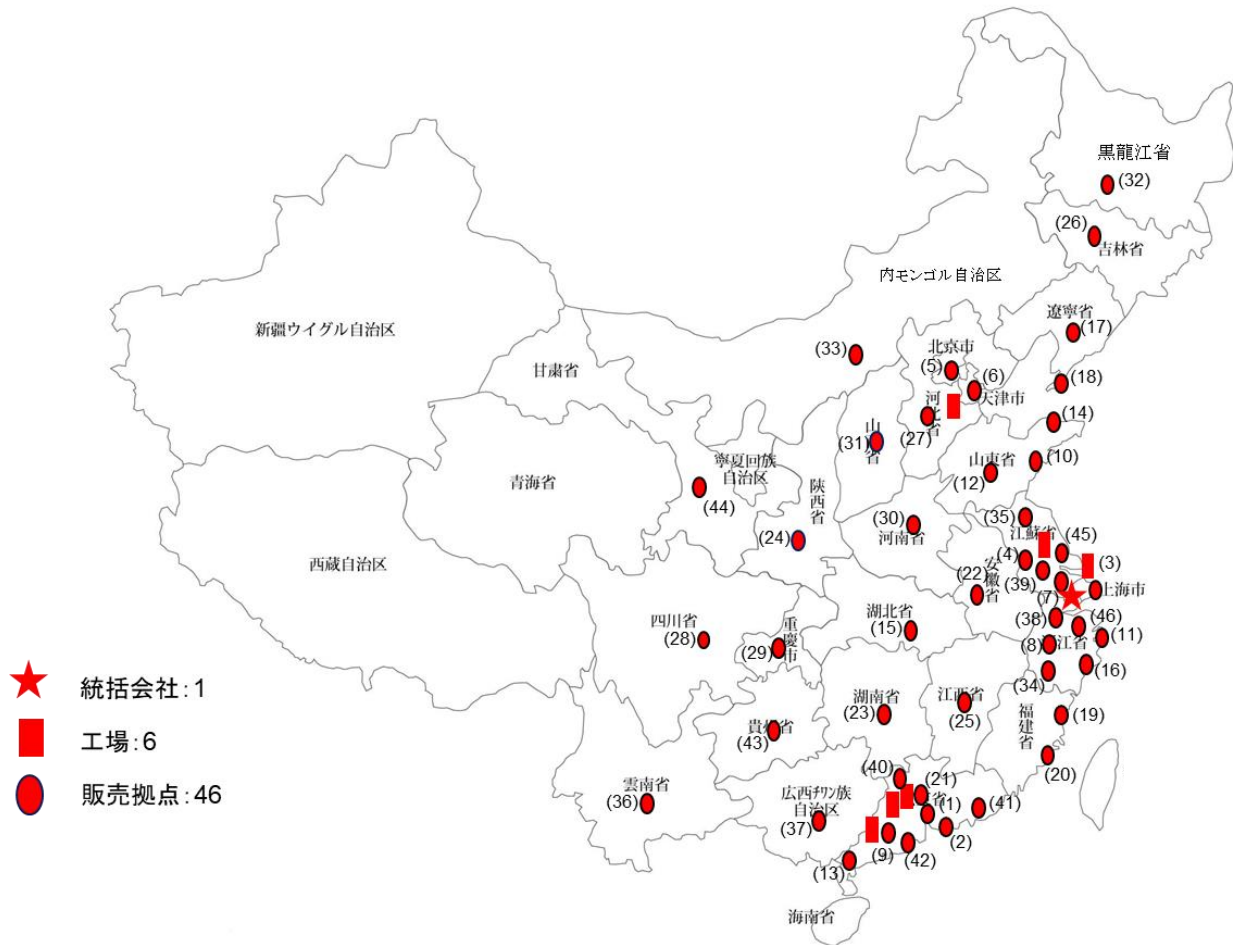 黒龍江省
(32)
(26)
吉林省
内モンゴル自治区
遼寧省
(17)
新疆ウイグル自治区
(33)
北京市
(5)
(6)
甘粛省
天津市
(18)
河北省
(27)
(14)
山
省
(31)
寧夏回族
自治区
山東省
(10)
(12)
青海省
(44)
陝西省
(24)
(30)
河南省
(35)
江蘇省
(45)
(4)
(3)
西蔵自治区
安徽省
(22)
(39)
(7)
上海市
四川省
(28)
重慶市
(29)
湖北省
(15)
(38)
(46)
江省
(11)
(8)
(16)
(34)
統括会社:1
湖南省
(23)
江西省
(25)
福建省
(19)
工場:6
貴州省
(43)
(20)
販売拠点:46
雲南省
(36)
広西ﾁﾜﾝ族
自治区
(37)
(40)
(21)
省
(1)
(41)
(2)
(9)
(42)
(13)
海南省